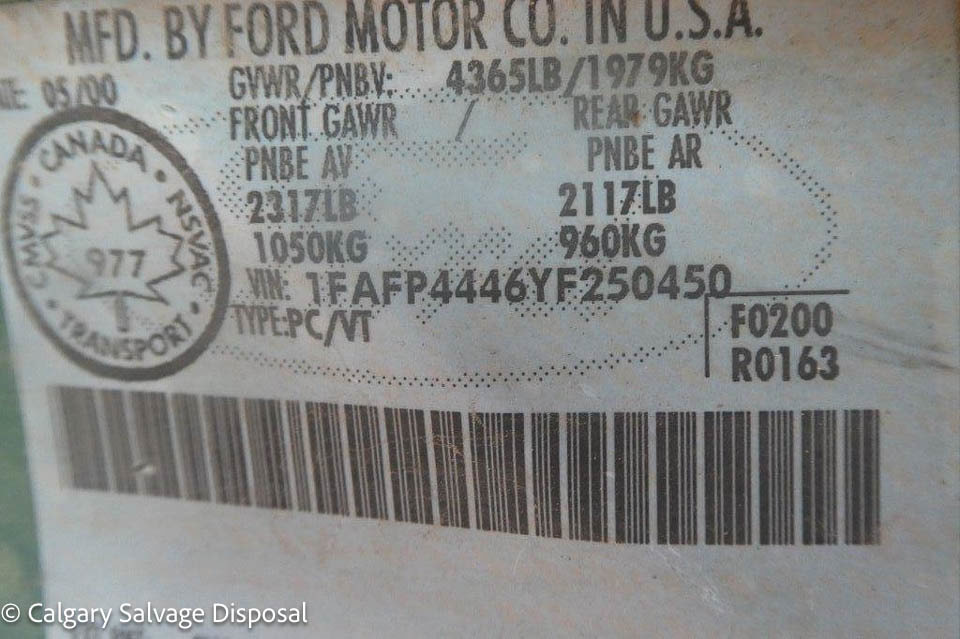 MFD. BY FORD MOTOR CO. IN U.S.A.
ATE: 05/00
GVWR/PNBV: 4365LB/1979KG
FRONT GAWR / REAR GAWR
PNBE AV PNBE AR
2317LB 2117LB
1050KG 960KG
VIN: 1FAFP4446YF250450
TYPE:PC/VT
F0200
R0163
CANADA • NSVAC • TRANSPORT • CMVSS •
977
© Calgary Salvage Disposal